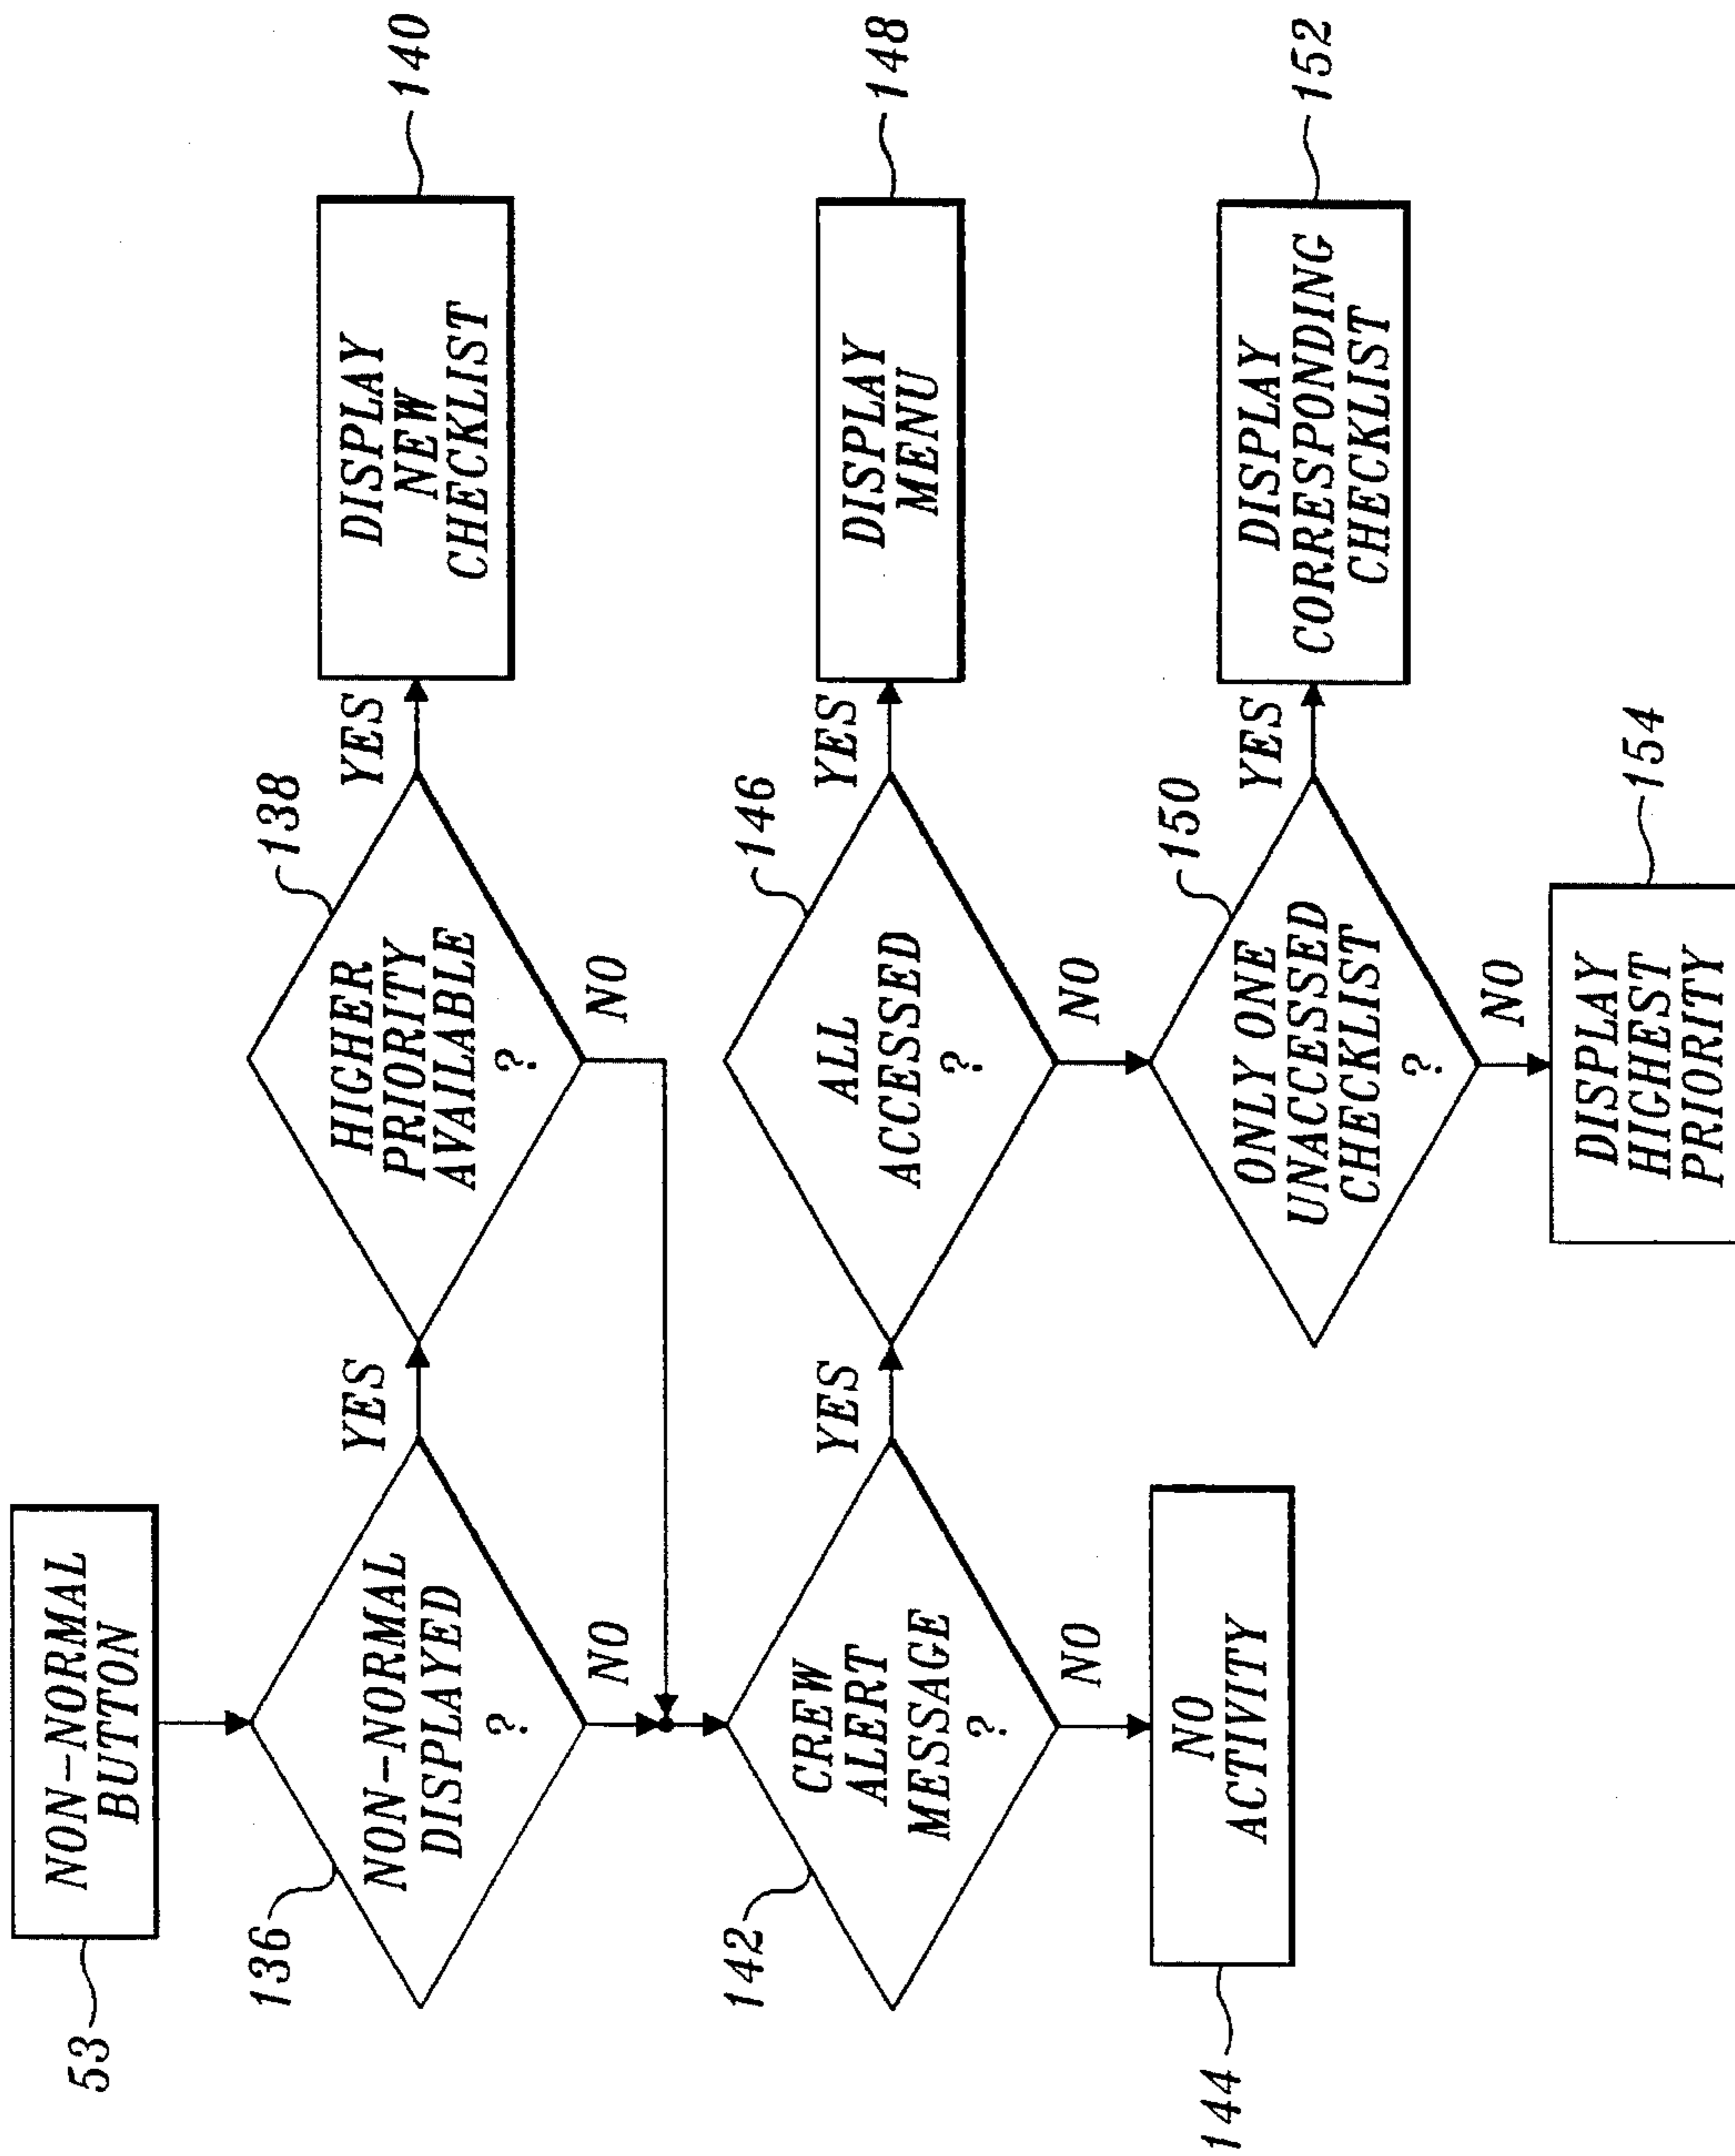 53
NON-NORMAL
BUTTON
136
NON-NORMAL
DISPLAYED
?
YES
NO
138
HIGHER
PRIORITY
AVAILABLE
?
YES
NO
140
DISPLAY
NEW
CHECKLIST
142
CREW
ALERT
MESSAGE
?
YES
NO
146
ALL
ACCESSED
?
YES
NO
148
DISPLAY
MENU
144
NO
ACTIVITY
150
ONLY ONE
UNACCESSED
CHECKLIST
?
YES
NO
152
DISPLAY
CORRESPONDING
CHECKLIST
154
DISPLAY
HIGHEST
PRIORITY